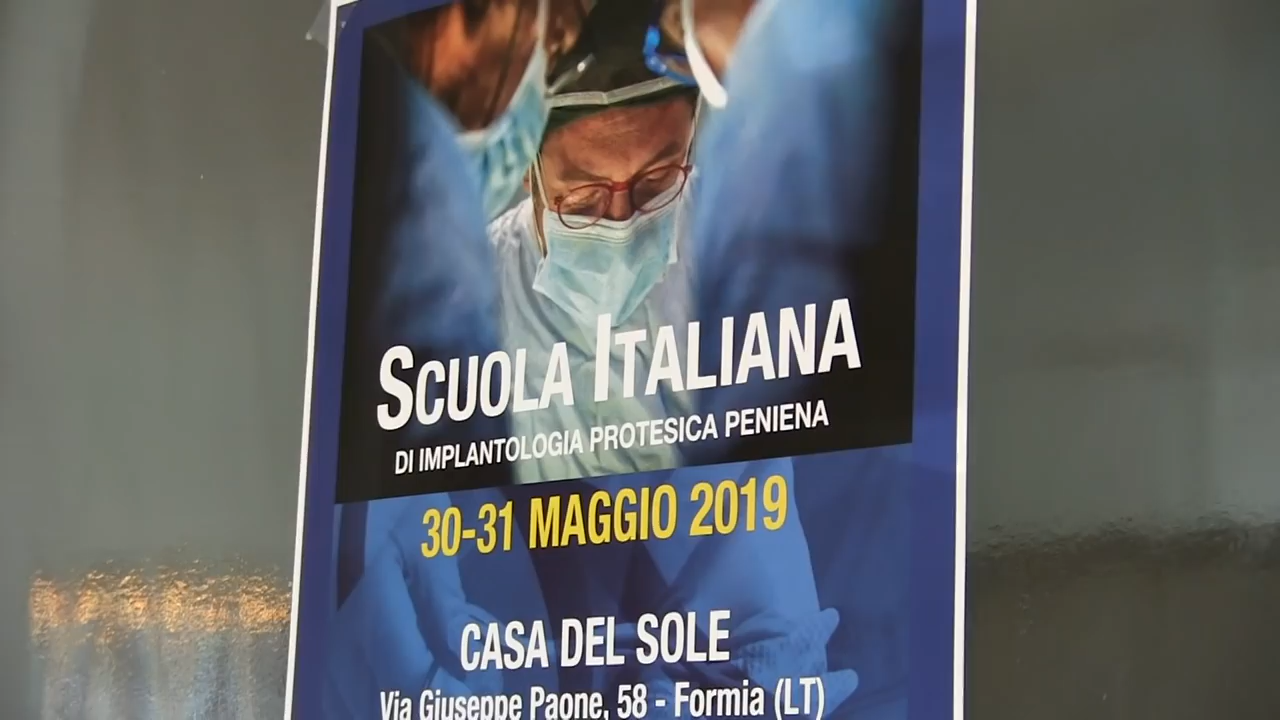 SCUOLA ITALIANA
DI IMPLANTOLOGIA PROTESICA PENIENA
30-31 MAGGIO 2019
CASA DEL SOLE
Via Giuseppe Paone, 58 - Formia (LT)